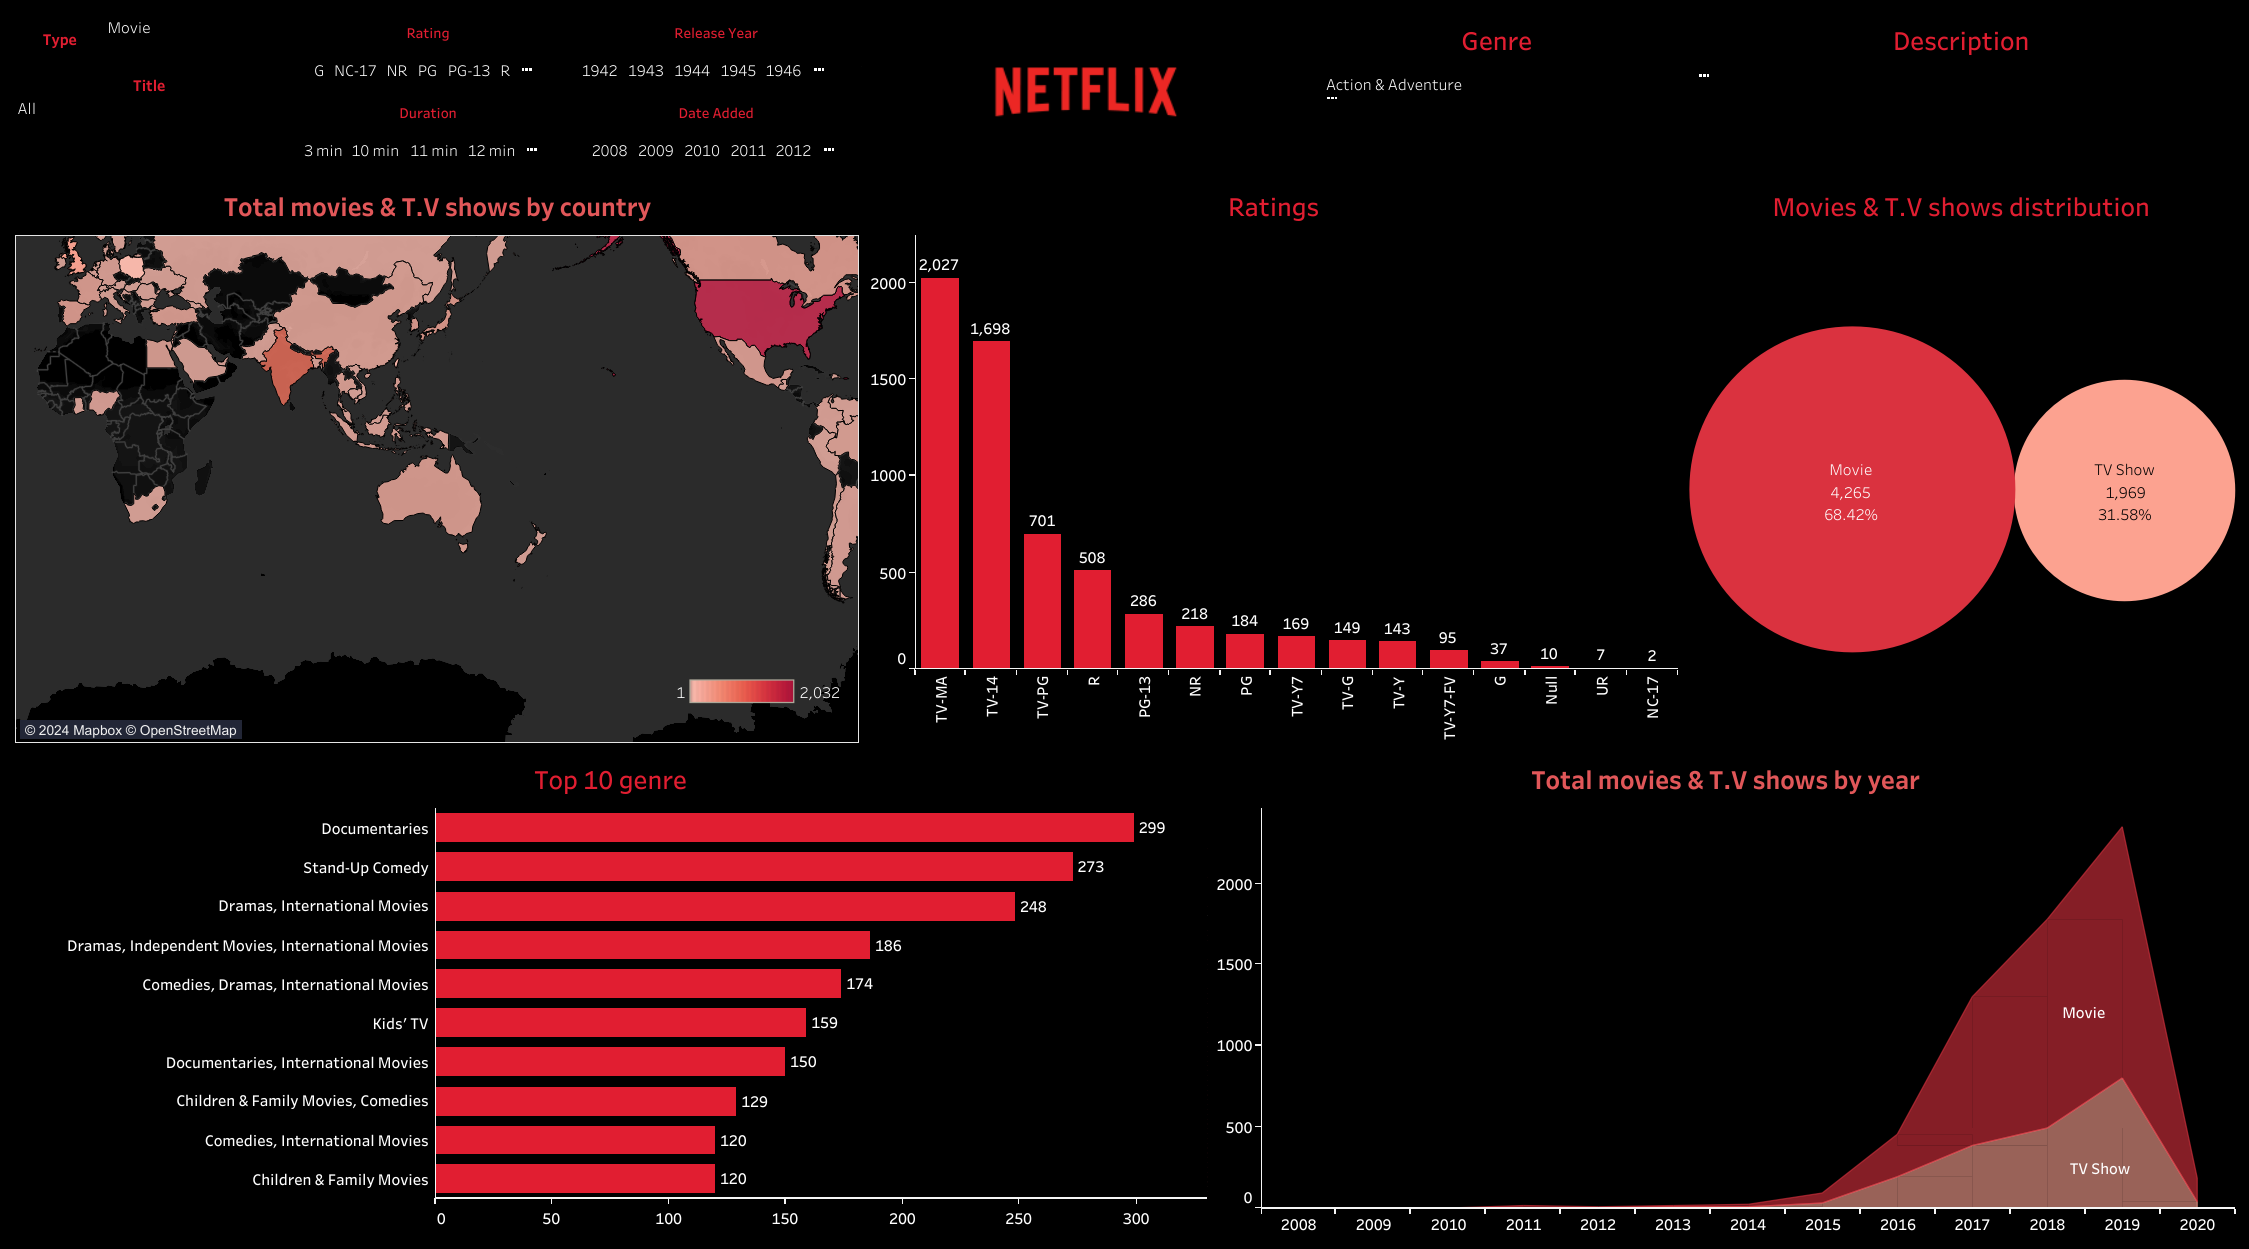 Type
Movie
Title
All
Rating
G NC-17 NR PG PG-13 R ...
Duration
3 min 10 min 11 min 12 min ...
Release Year
1942 1943 1944 1945 1946 ...
Date Added
2008 2009 2010 2011 2012 ...
NETFLIX
Genre
Action & Adventure
...
Description
...
Total movies & T.V shows by country
1 2,032
© 2024 Mapbox © OpenStreetMap
Ratings
2000
1500
1000
500
0
2,027
1,698
701
508
286
218
184
169
149
143
95
37
10
7
2
TV-MA
TV-14
TV-PG
R
PG-13
NR
PG
TV-Y7
TV-G
TV-Y
TV-Y7-FV
G
Null
UR
NC-17
Movies & T.V shows distribution
Movie
4,265
68.42%
TV Show
1,969
31.58%
Top 10 genre
Documentaries 299
Stand-Up Comedy 273
Dramas, International Movies 248
Dramas, Independent Movies, International Movies 186
Comedies, Dramas, International Movies 174
Kids' TV 159
Documentaries, International Movies 150
Children & Family Movies, Comedies 129
Comedies, International Movies 120
Children & Family Movies 120
0 50 100 150 200 250 300
Total movies & T.V shows by year
2000
1500
1000
500
0
Movie
TV Show
2008 2009 2010 2011 2012 2013 2014 2015 2016 2017 2018 2019 2020